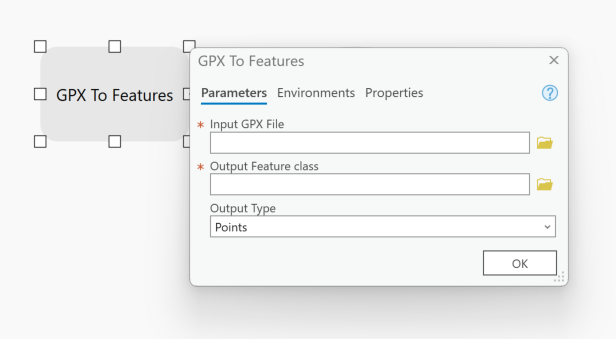 GPX To Features
GPX To Features
Parameters Environments Properties
* Input GPX File
* Output Feature class
Output Type
Points
OK